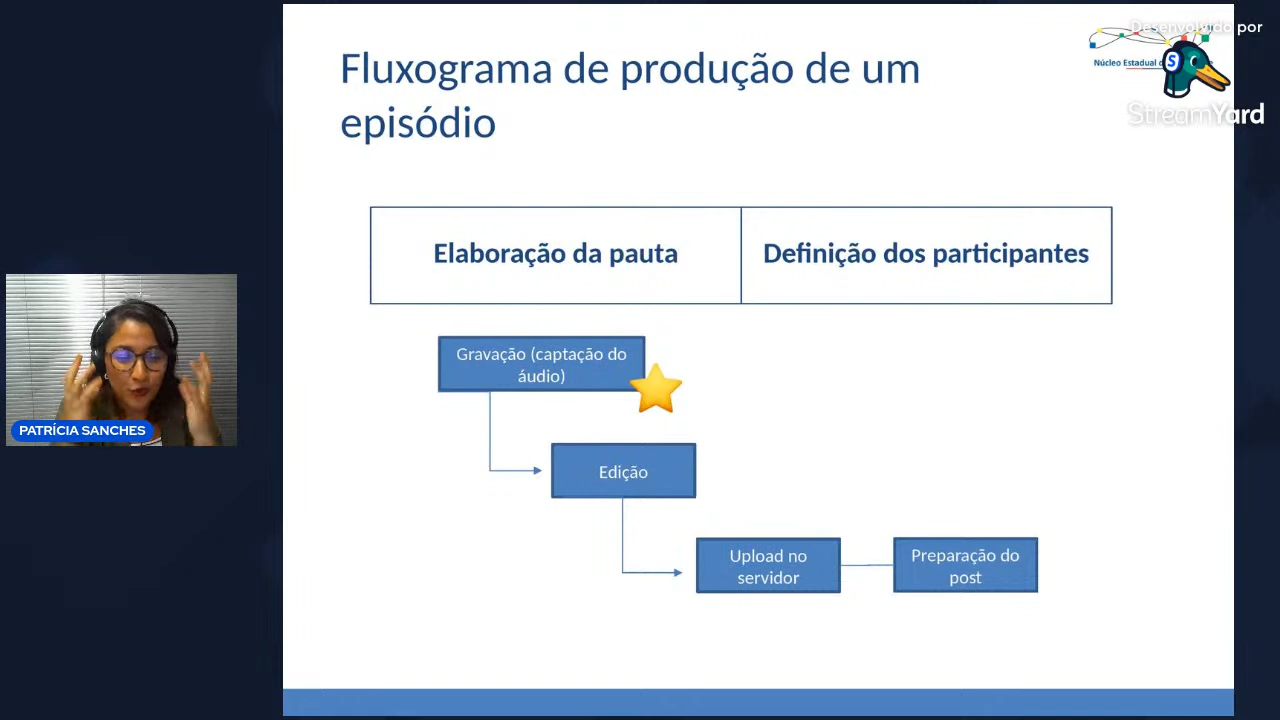 Desenvolvido por
Núcleo Estadual
StreamYard
Fluxograma de produção de um
episódio
Elaboração da pauta
Definição dos participantes
Gravação (captação do
áudio)
PATRÍCIA SANCHES
Edição
Upload no
servidor
Preparação do
post